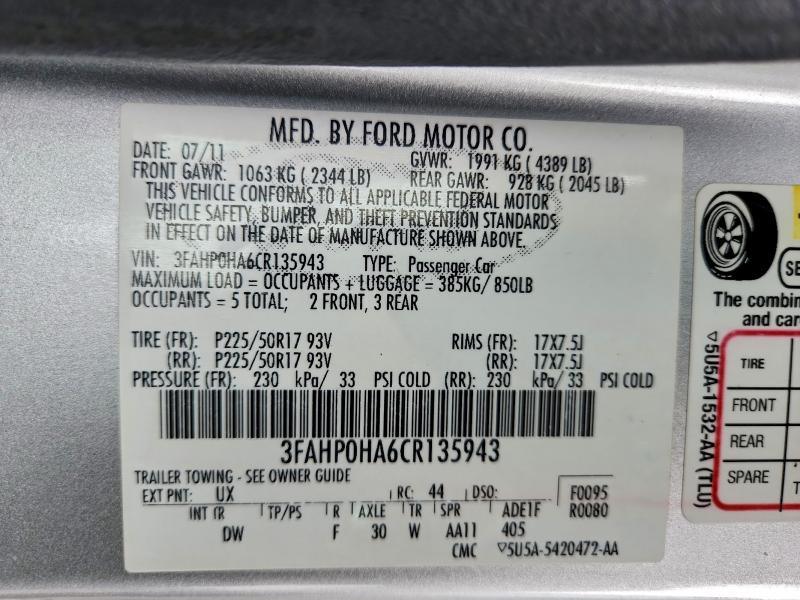 MFD. BY FORD MOTOR CO.
DATE: 07/11 GVWR: 1991 KG ( 4389 LB)
FRONT GAWR: 1063 KG ( 2344 LB) REAR GAWR: 928 KG ( 2045 LB)
THIS VEHICLE CONFORMS TO ALL APPLICABLE FEDERAL MOTOR
VEHICLE SAFETY, BUMPER, AND THEFT PREVENTION STANDARDS
IN EFFECT ON THE DATE OF MANUFACTURE SHOWN ABOVE.
VIN: 3FAHP0HA6CR135943 TYPE: Passenger Car
MAXIMUM LOAD = OCCUPANTS + LUGGAGE = 385KG/ 850LB
OCCUPANTS = 5 TOTAL; 2 FRONT, 3 REAR
TIRE (FR): P225/50R17 93V RIMS (FR): 17X7.5J
(RR): P225/50R17 93V (RR): 17X7.5J
PRESSURE (FR): 230 kPa/ 33 PSI COLD (RR): 230 kPa/ 33 PSI COLD
3FAHP0HA6CR135943
TRAILER TOWING - SEE OWNER GUIDE
EXT PNT: UX RC: 44 DSO: F0095
INT TR TP/PS R AXLE TR SPR ADE1F R0080
DW F 30 W AA11 405
CMC ▽5U5A-5420472-AA
▽5U5A-1532-AA (TLU)
SE
The combin
and car
TIRE
FRONT
REAR
SPARE T